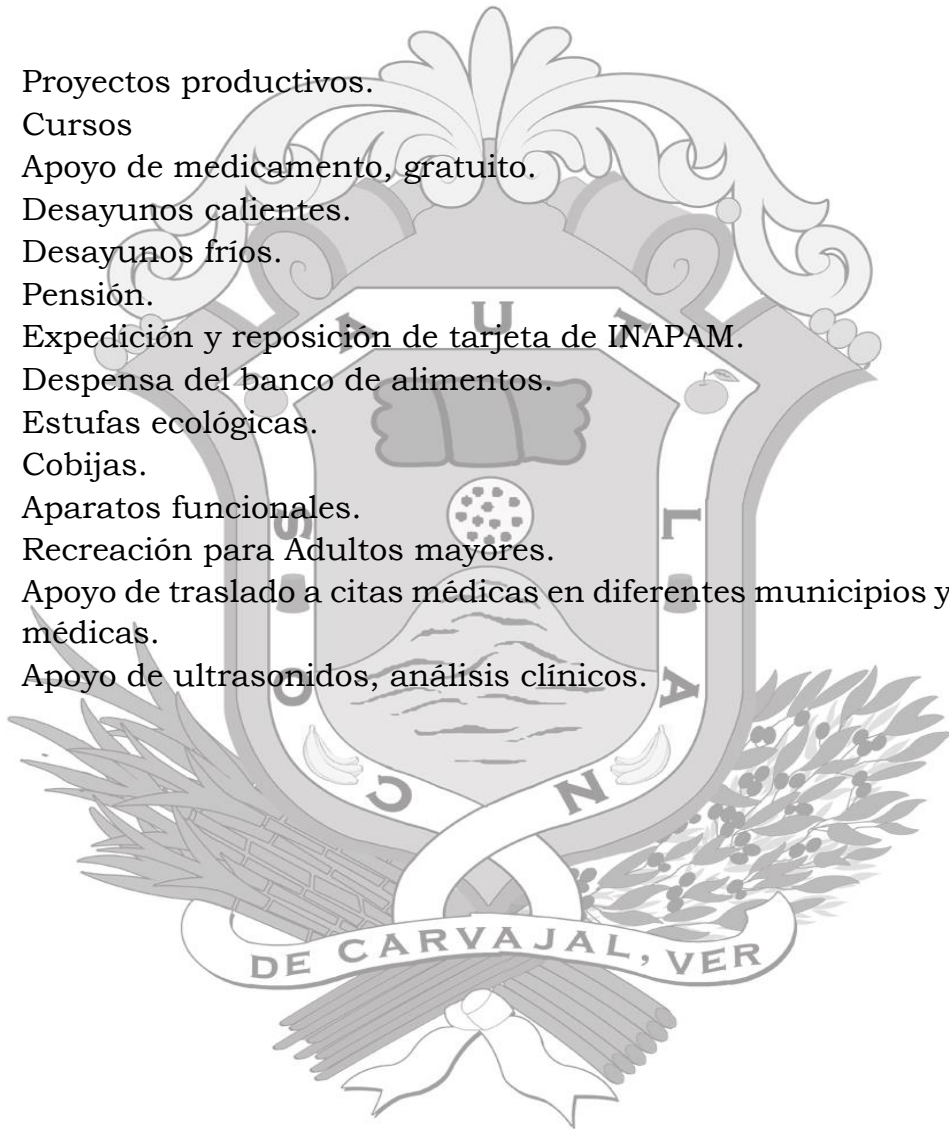 Proyectos productivos.
Cursos
Apoyo de medicamento, gratuito.
Desayunos calientes.
Desayunos fríos.
Pensión.
Expedición y reposición de tarjeta de INAPAM.
Despensa del banco de alimentos.
Estufas ecológicas.
Cobijas.
Aparatos funcionales.
Recreación para Adultos mayores.
Apoyo de traslado a citas médicas en diferentes municipios y
médicas.
Apoyo de ultrasonidos, análisis clínicos.
COSAUTLAN
DE CARVAJAL, VER